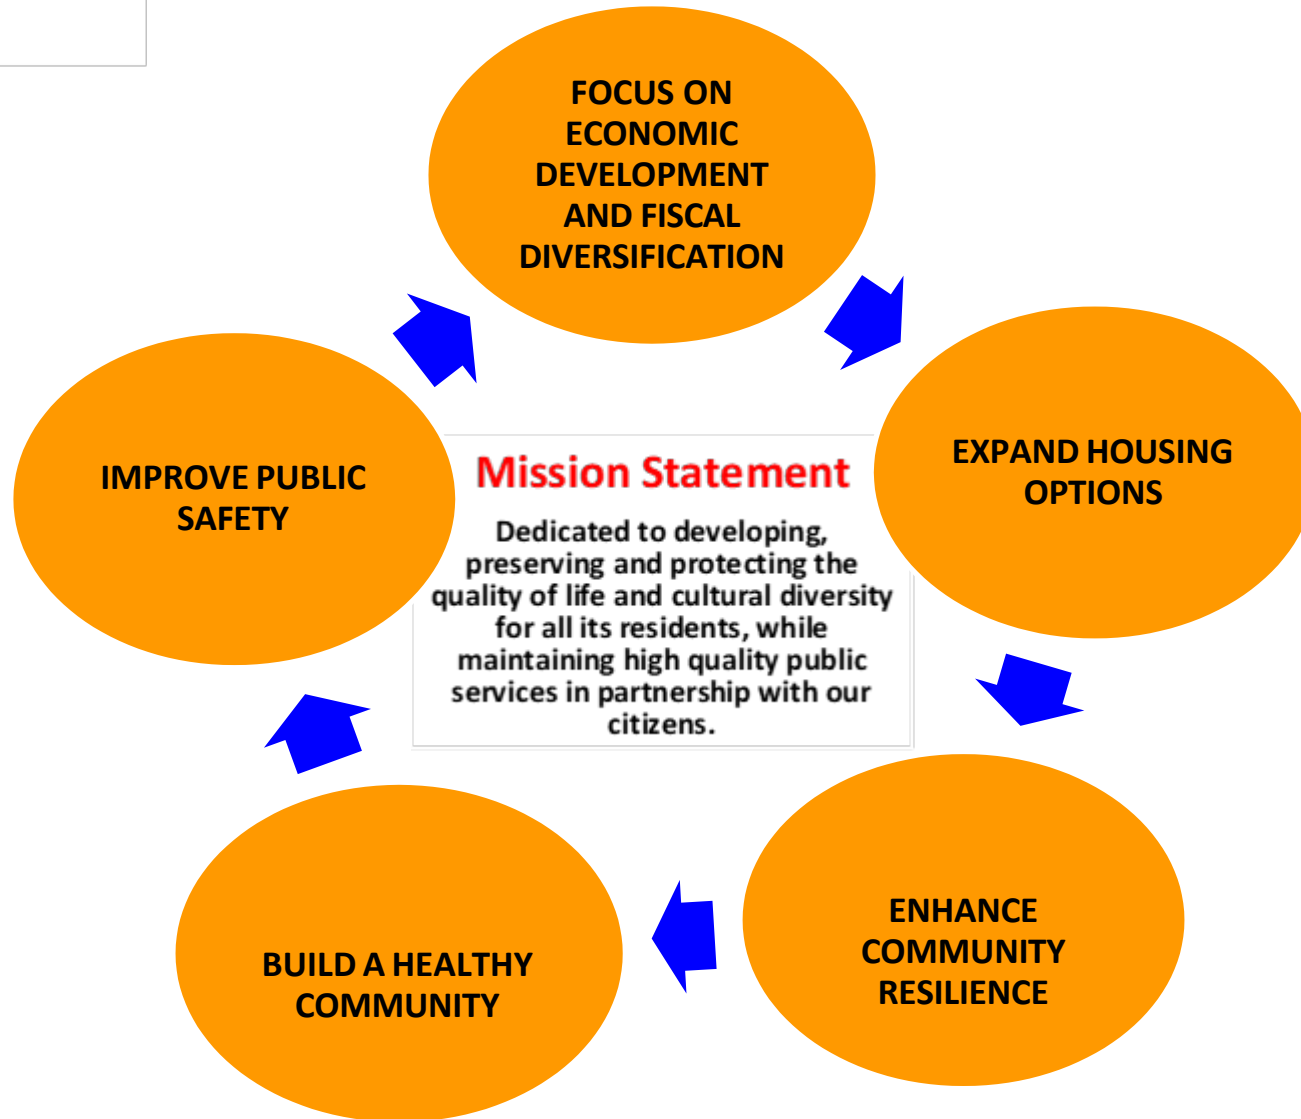 FOCUS ON
ECONOMIC
DEVELOPMENT
AND FISCAL
DIVERSIFICATION
EXPAND HOUSING
OPTIONS
ENHANCE
COMMUNITY
RESILIENCE
BUILD A HEALTHY
COMMUNITY
IMPROVE PUBLIC
SAFETY
Mission Statement
Dedicated to developing,
preserving and protecting the
quality of life and cultural diversity
for all its residents, while
maintaining high quality public
services in partnership with our
citizens.